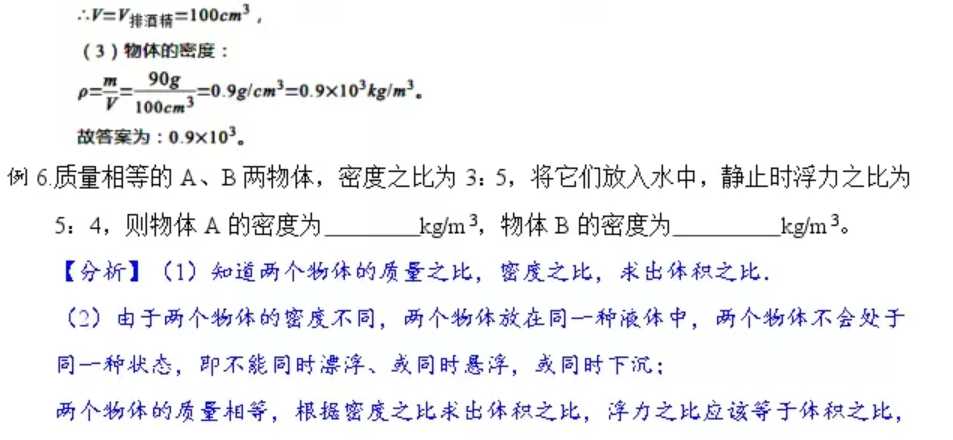 ∴V=V排酒精=100cm³，
（3）物体的密度：
ρ=m/V=90g/100cm³=0.9g/cm³=0.9×10³kg/m³。
故答案为：0.9×10³。
例 6.质量相等的 A、B 两物体，密度之比为 3：5，将它们放入水中，静止时浮力之比为
5：4，则物体 A 的密度为________kg/m³，物体 B 的密度为_________kg/m³。
【分析】（1）知道两个物体的质量之比，密度之比，求出体积之比．
（2）由于两个物体的密度不同，两个物体放在同一种液体中，两个物体不会处于
同一种状态，即不能同时漂浮、或同时悬浮，或同时下沉；
两个物体的质量相等，根据密度之比求出体积之比，浮力之比应该等于体积之比，